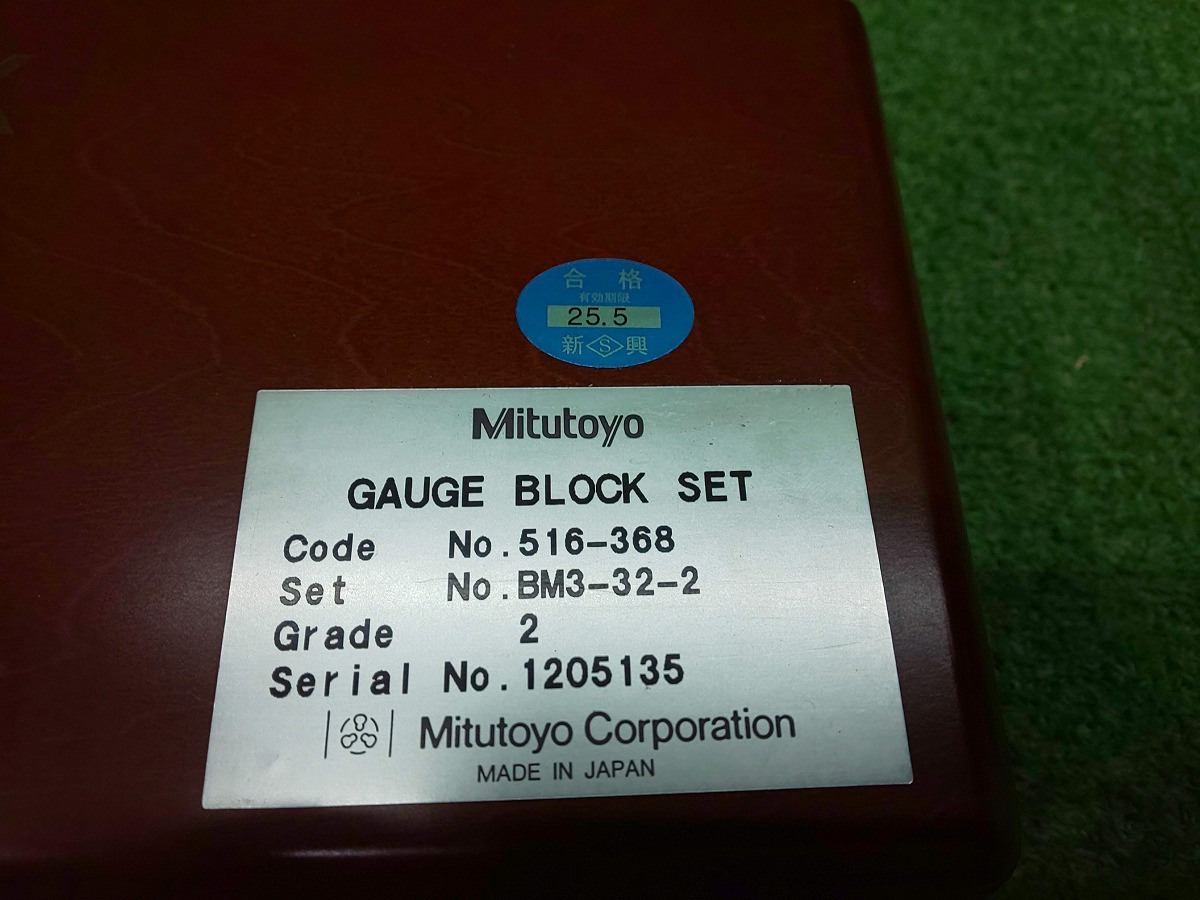 合格
有効期限
25.5
新 S 興
Mitutoyo
GAUGE BLOCK SET
Code No.516-368
Set No.BM3-32-2
Grade 2
Serial No.1205135
Mitutoyo Corporation
MADE IN JAPAN